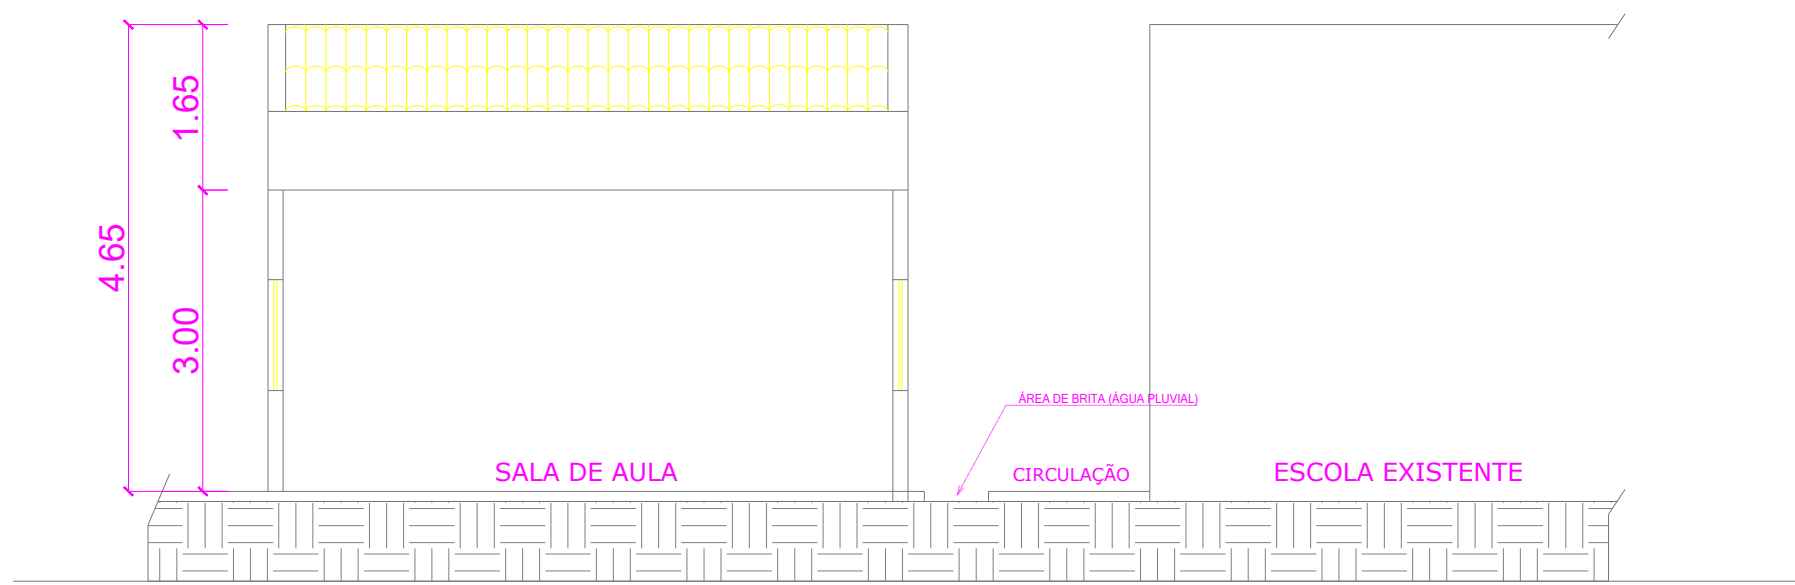 1.65
4.65
3.00
ÁREA DE BRITA (ÁGUA PLUVIAL)
SALA DE AULA
CIRCULAÇÃO
ESCOLA EXISTENTE